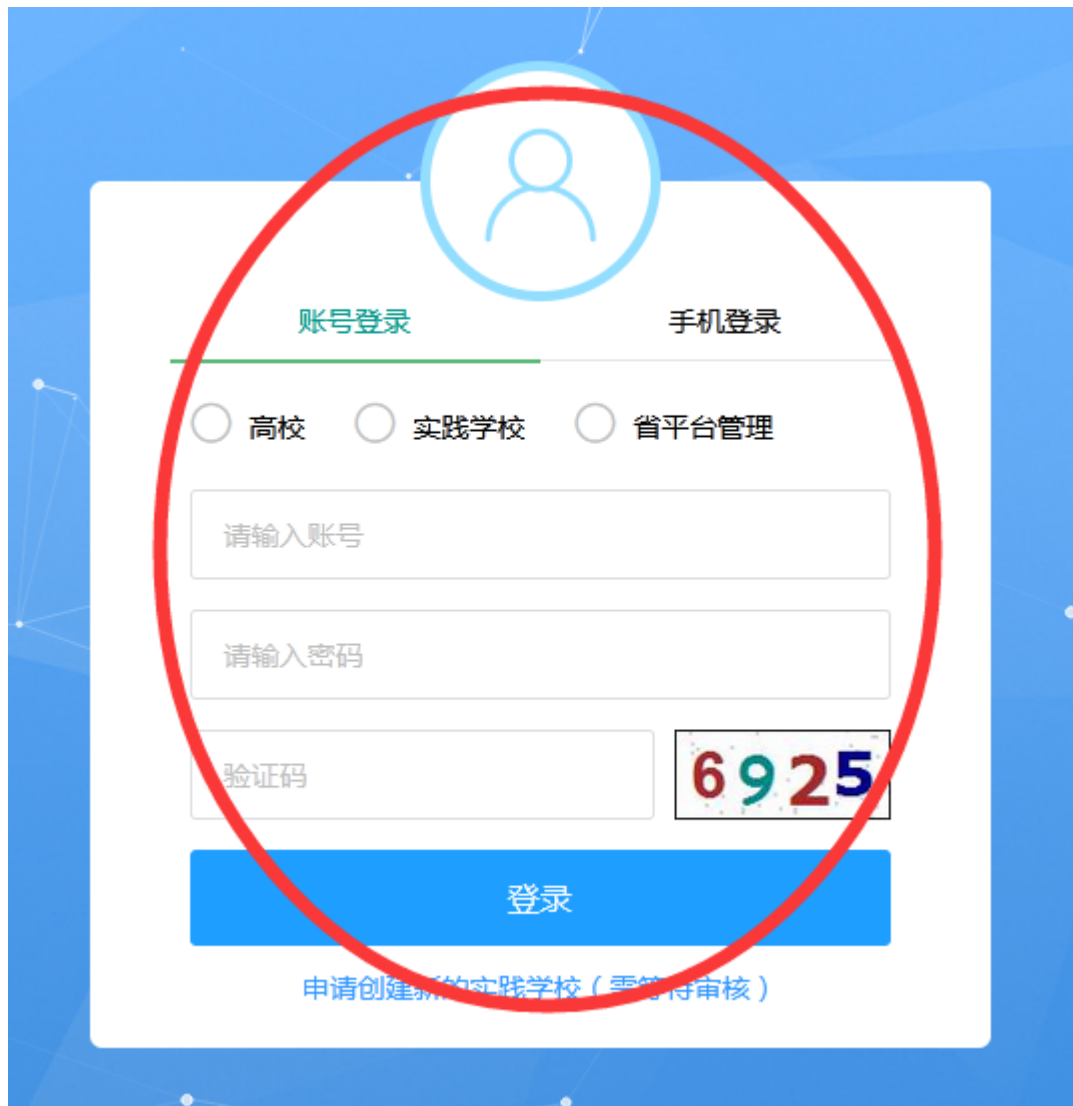 账号登录 手机登录
高校 实践学校 省平台管理
请输入账号
请输入密码
验证码 6925
登录
申请创建新的实践学校（需等待审核）